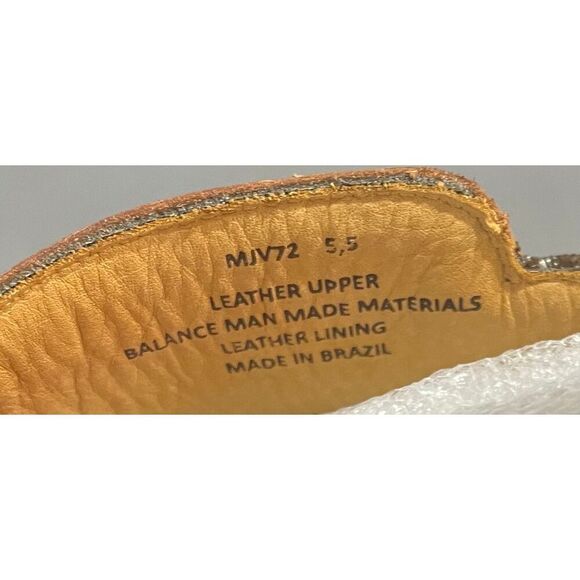 MJV72 5,5
LEATHER UPPER
BALANCE MAN MADE MATERIALS
LEATHER LINING
MADE IN BRAZIL